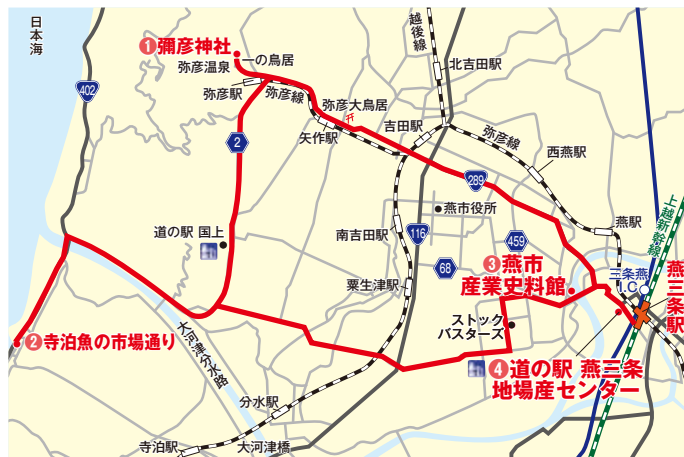 日本海
402
❶彌彦神社
一の鳥居
弥彦温泉
弥彦駅
弥彦線
越後線
北吉田駅
弥彦大鳥居
矢作駅
吉田駅
弥彦線
西燕駅
2
289
上越新幹線
燕市役所
道の駅 国上
南吉田駅
116
459
燕駅
68
粟生津駅
❸燕市
産業史料館
三条燕
I.C
燕三条駅
❷寺泊魚の市場通り
大河津分水路
ストック
バスターズ
❹道の駅 燕三条
地場産センター
分水駅
寺泊駅
大河津橋